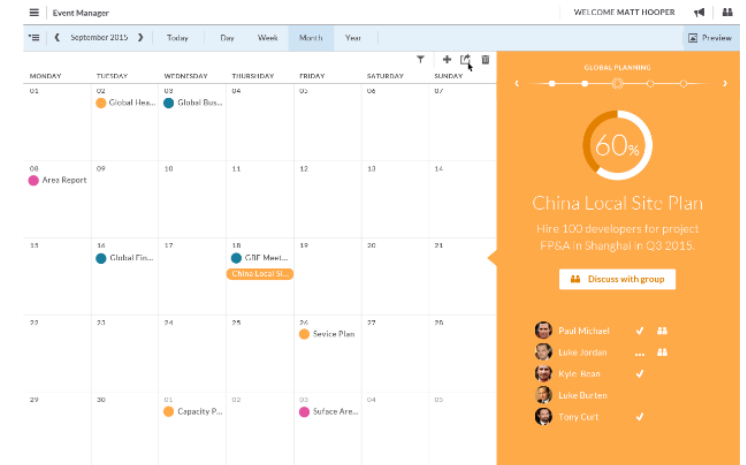 Event Manager
WELCOME MATT HOOPER
September 2015
Today
Day
Week
Month
Year
Preview
MONDAY TUESDAY WEDNESDAY THURSHDAY FRIDAY SATURDAY SUNDAY
01 02 03 04 05 06 07
Global Hea... Global Bus...
08 09 10 11 12 13 14
Area Report
15 16 17 18 19 20 21
Global Fin... GBF Meet...
China Local Si...
22 23 24 25 26 27 28
Sevice Plan
29 30 01 02 03 04 05
Capacity P... Suface Are...
GLOBAL PLANNING
60%
China Local Site Plan
Hire 100 developers for project
FP&A in Shanghai in Q3 2015.
Discuss with group
Paul Michael
Luke Jordan ...
Kyle Bean
Luke Burten
Tony Curt